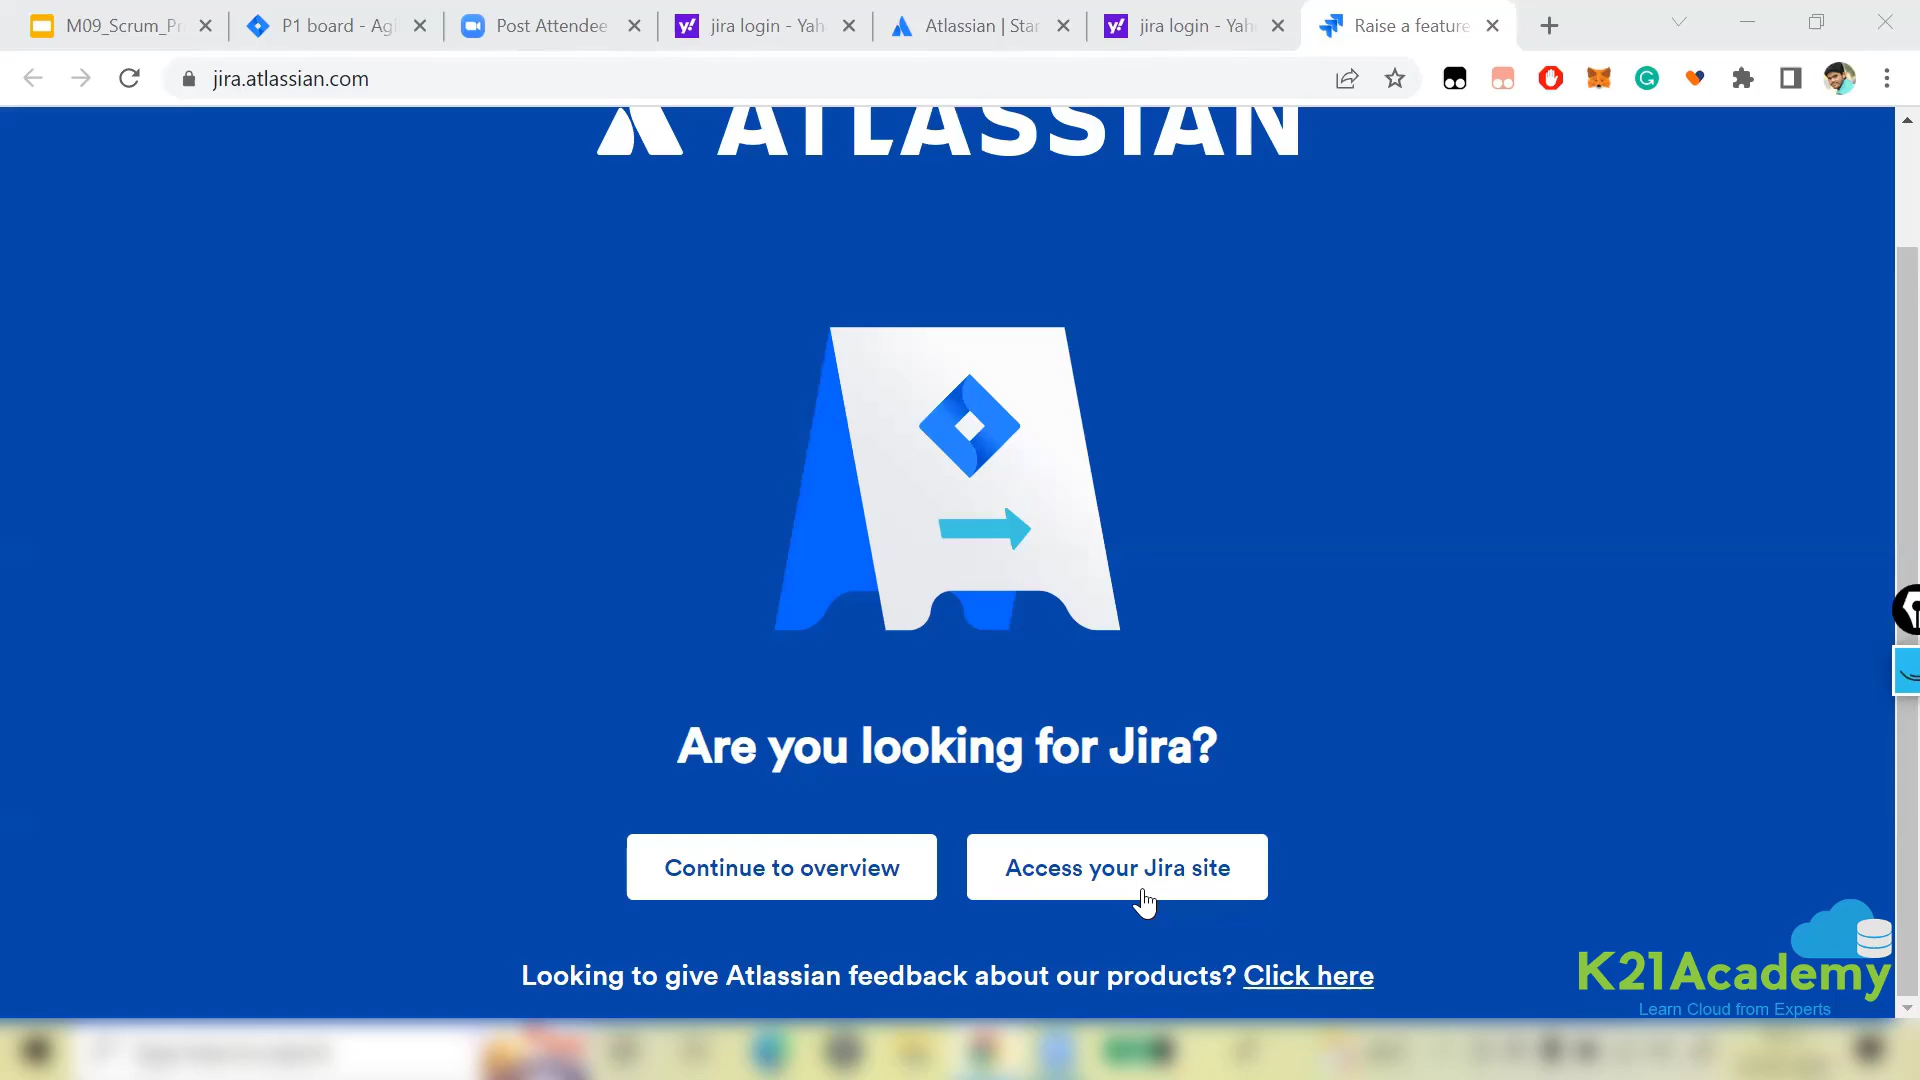 M09_Scrum_Pr
P1 board - Agi
Post Attendee
jira login - Yah
Atlassian | Star
jira login - Yah
Raise a feature
jira.atlassian.com
ATLASSIAN
Are you looking for Jira?
Continue to overview
Access your Jira site
Looking to give Atlassian feedback about our products? Click here
K21Academy
Learn Cloud from Experts